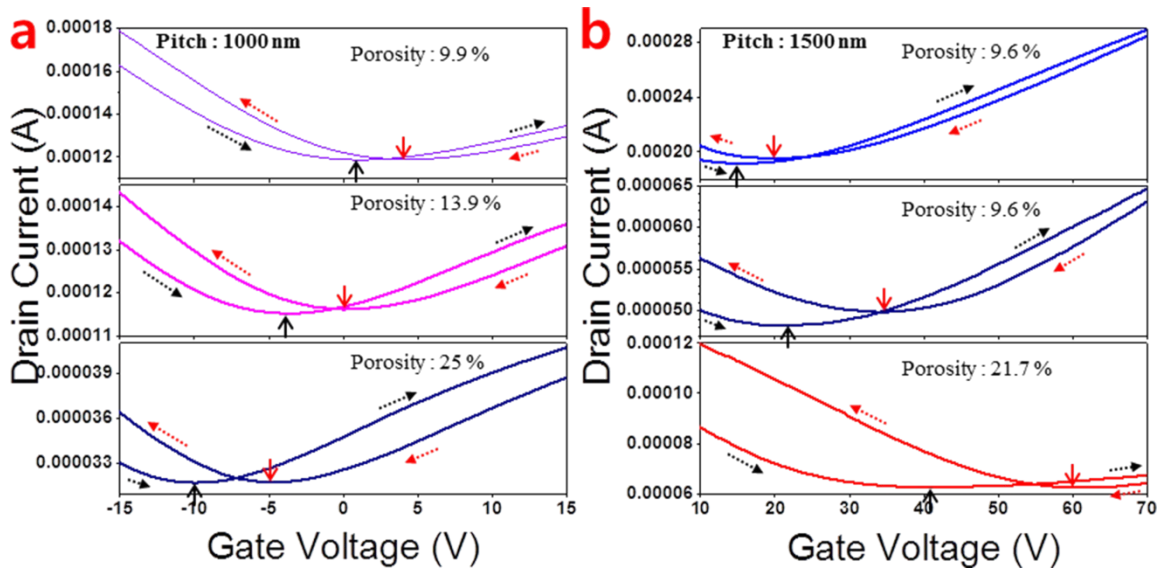 a
Drain Current (A)
0.00018
0.00016
0.00014
0.00012
Pitch : 1000 nm
Porosity : 9.9 %
0.00014
0.00013
0.00012
0.00011
Porosity : 13.9 %
0.000039
0.000036
0.000033
Porosity : 25 %
-15 -10 -5 0 5 10 15
Gate Voltage (V)
b
Drain Current (A)
0.00028
0.00024
0.00020
Pitch : 1500 nm
Porosity : 9.6 %
0.000065
0.000060
0.000055
0.000050
Porosity : 9.6 %
0.00012
0.00010
0.00008
0.00006
Porosity : 21.7 %
10 20 30 40 50 60 70
Gate Voltage (V)